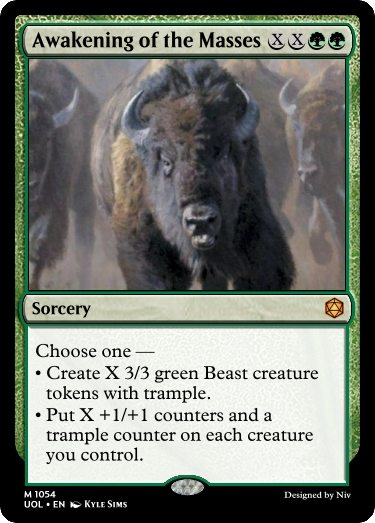 Awakening of the Masses X X
Sorcery
Choose one —
• Create X 3/3 green Beast creature
tokens with trample.
• Put X +1/+1 counters and a
trample counter on each creature
you control.
M 1054
Designed by Niv
UOL • EN Kyle Sims